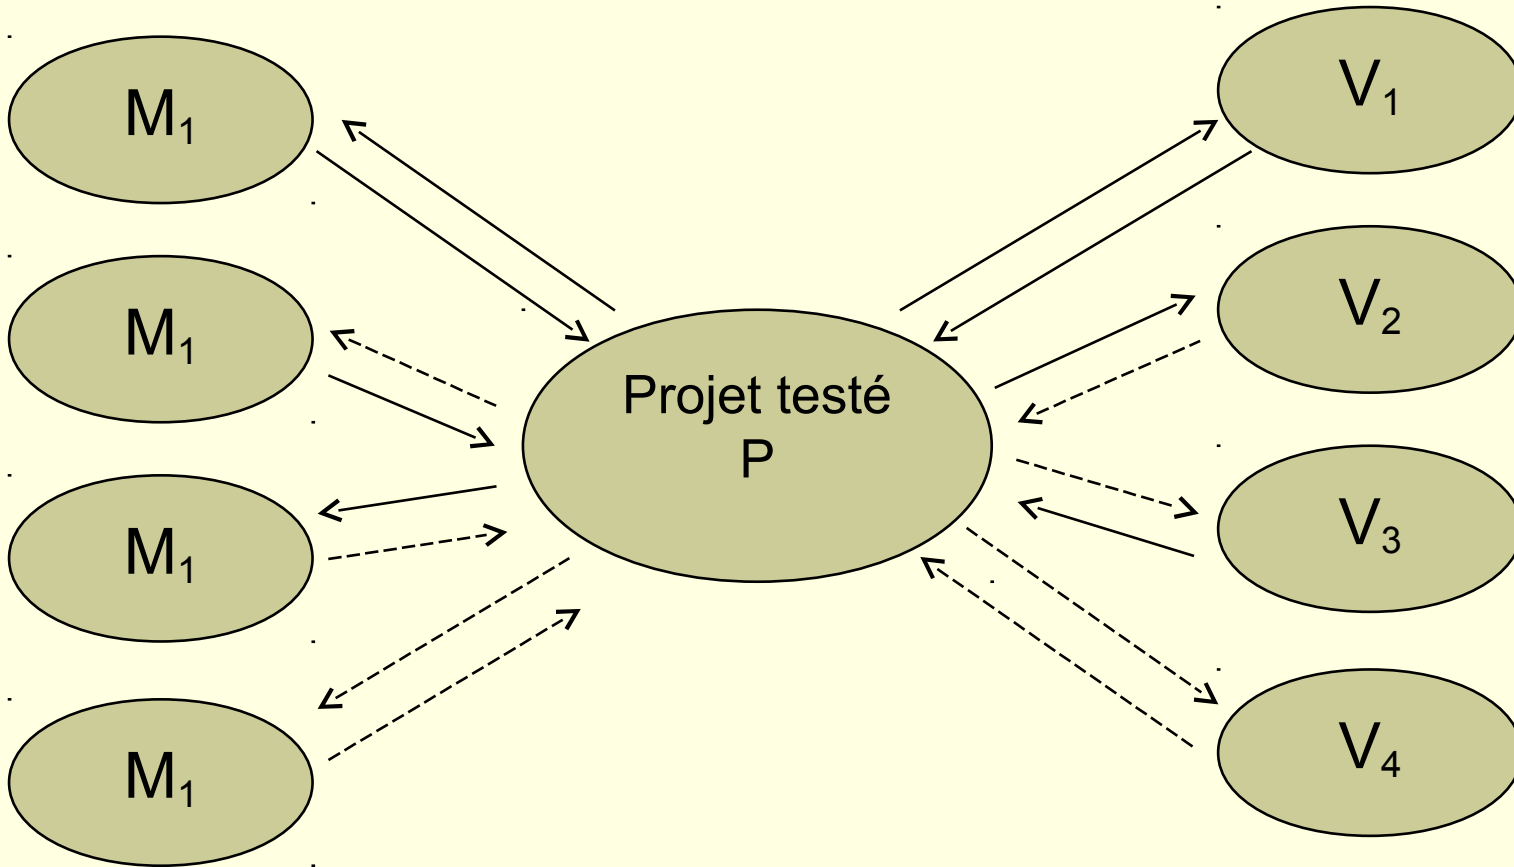 M₁
M₁
M₁
M₁
Projet testé
P
V₁
V₂
V₃
V₄